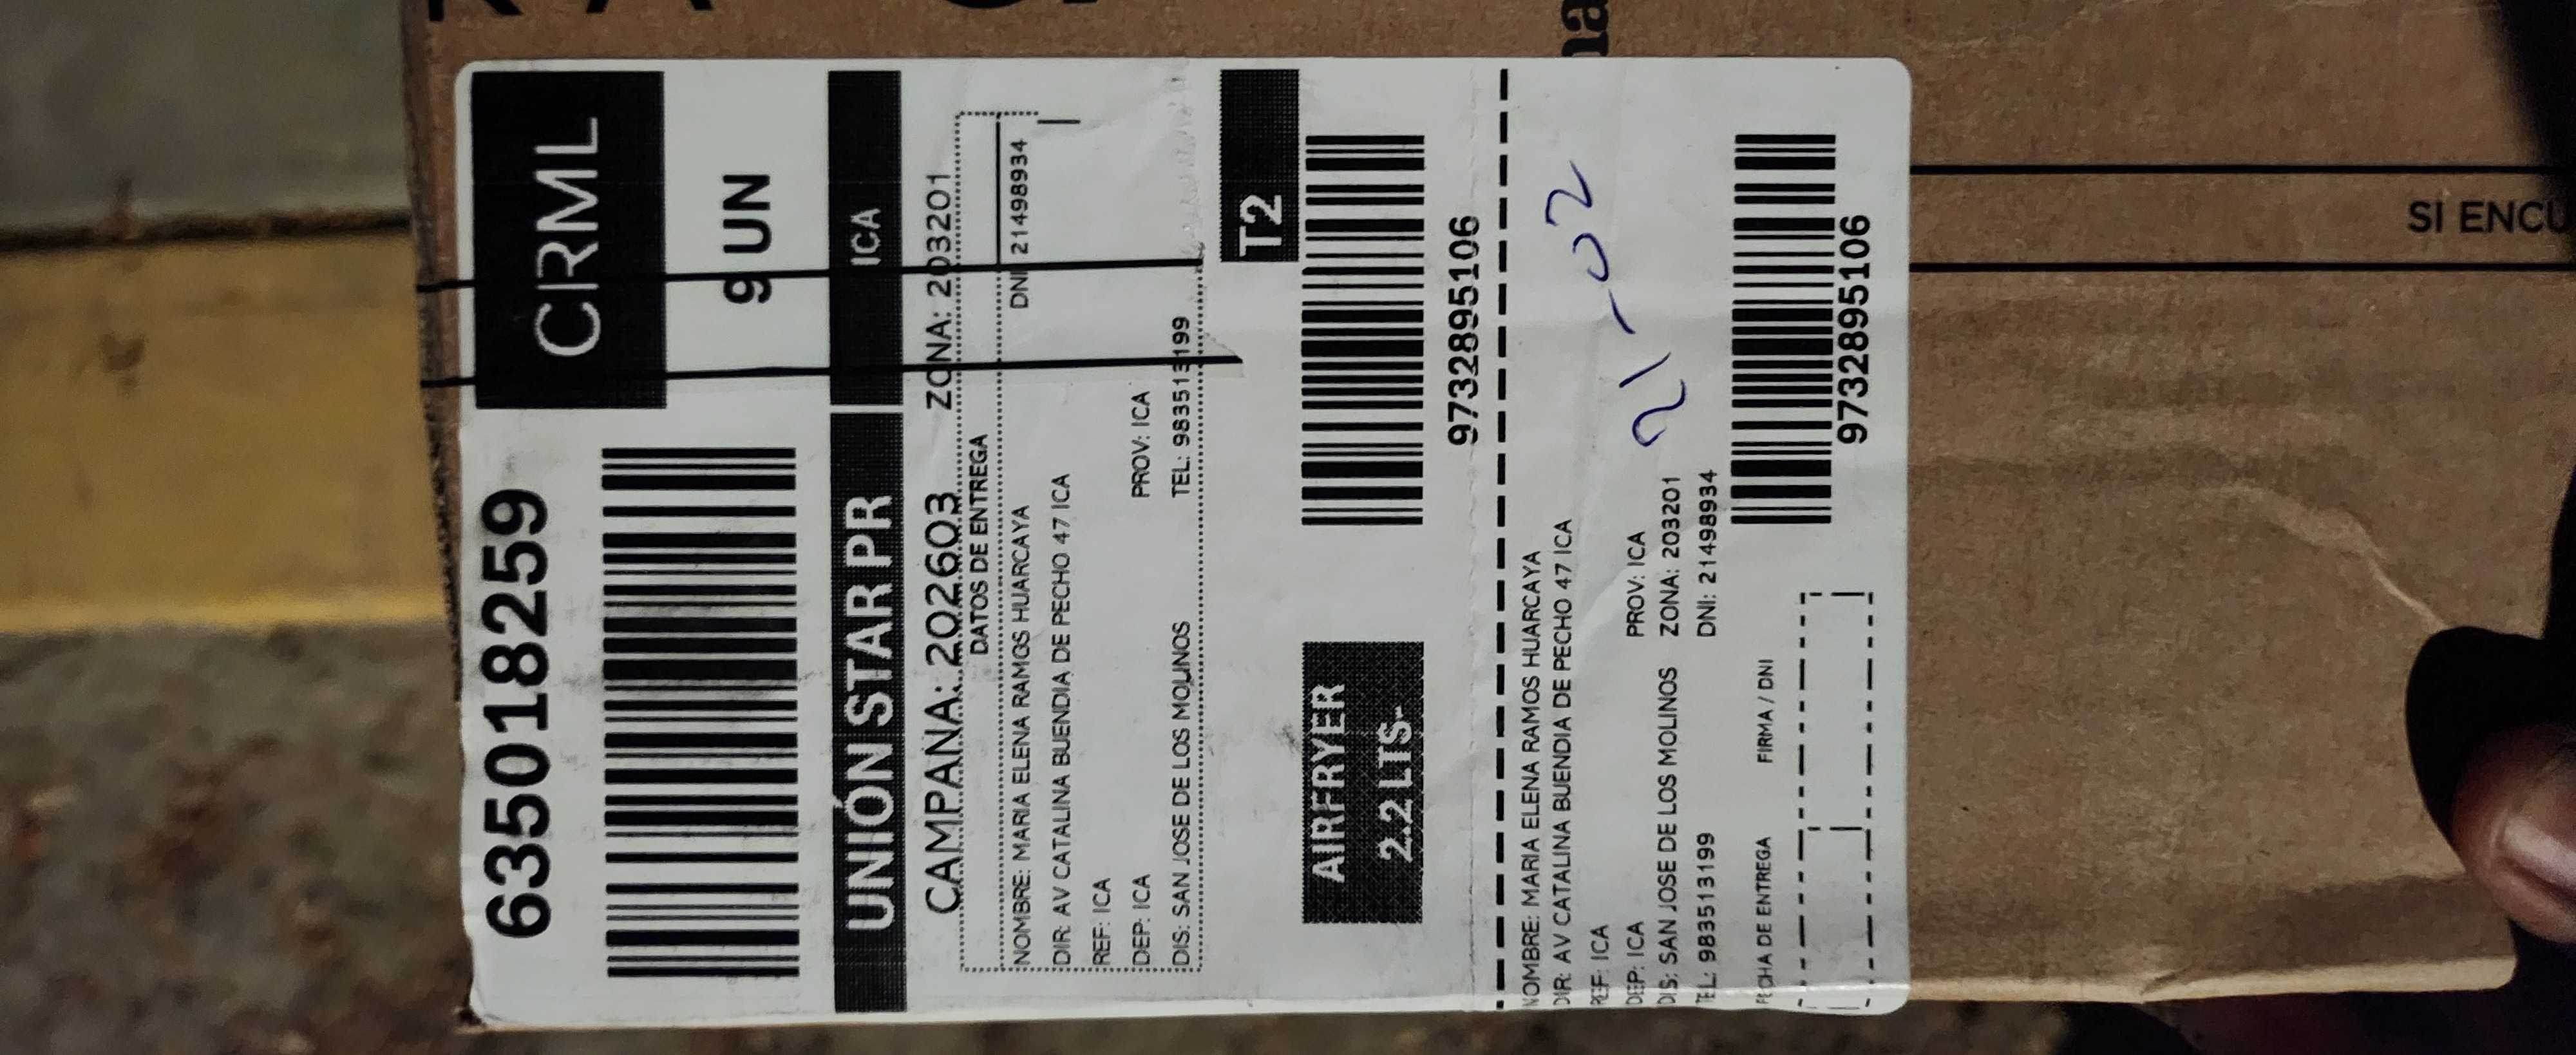 635018259
CIRML
9 UN
UNIÓN STAR PR
ICA
CAMPAÑA: 202603 ZONA: 203201
DATOS DE ENTREGA
NOMBRE: MARIA ELENA RAMOS HUARCAYA DNI 21498934
DIR: AV CATALINA BUENDIA DE PECHO 47 ICA
REF: ICA
DEP: ICA PROV: ICA
DIS: SAN JOSE DE LOS MOLINOS TEL: 983513199
T2
AIRFRYER
2.2 LTS-
9732895106
NOMBRE: MARIA ELENA RAMOS HUARCAYA
DIR: AV CATALINA BUENDIA DE PECHO 47 ICA
REF: ICA
DEP: ICA PROV: ICA
DIS: SAN JOSE DE LOS MOLINOS ZONA: 203201
TEL: 983513199 DNI: 21498934
21-02
FECHA DE ENTREGA FIRMA / DNI
9732895106
SI ENCU